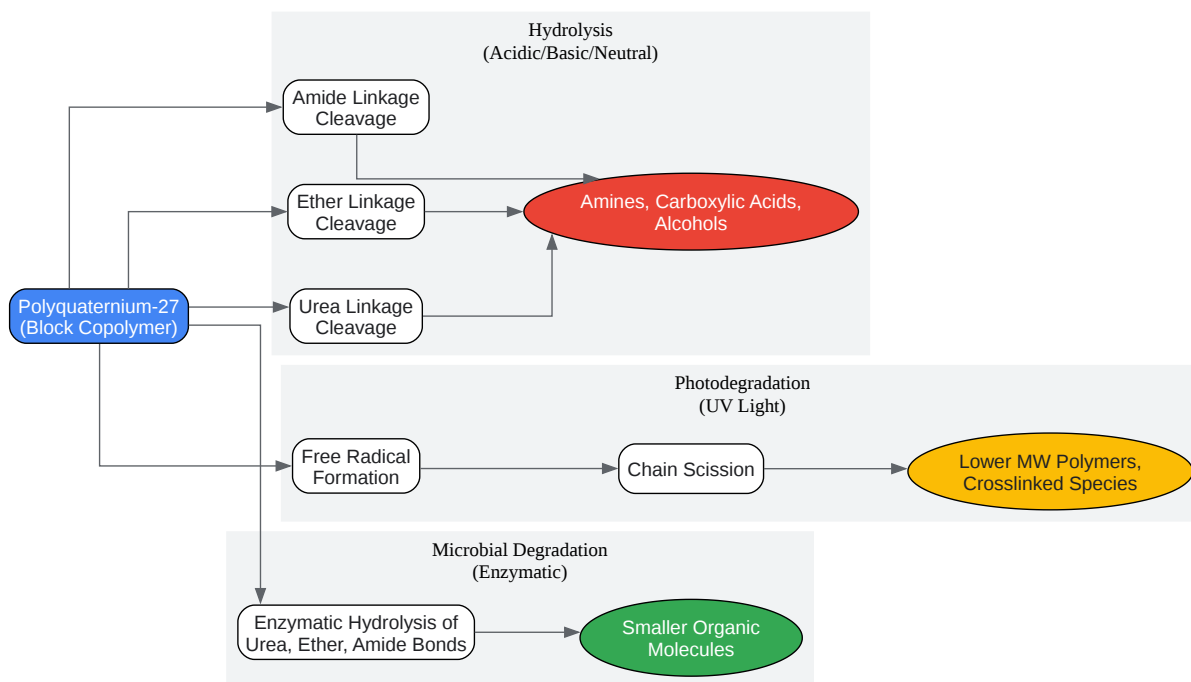 Hydrolysis
(Acidic/Basic/Neutral)
Amide Linkage
Cleavage
Ether Linkage
Cleavage
Amines, Carboxylic Acids,
Alcohols
Polyquaternium-27
(Block Copolymer)
Urea Linkage
Cleavage
Photodegradation
(UV Light)
Free Radical
Formation
Chain Scission
Lower MW Polymers,
Crosslinked Species
Microbial Degradation
(Enzymatic)
Enzymatic Hydrolysis of
Urea, Ether, Amide Bonds
Smaller Organic
Molecules